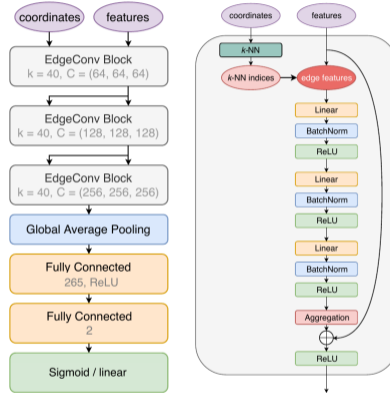 coordinates
features
EdgeConv Block
k = 40, C = (64, 64, 64)
EdgeConv Block
k = 40, C = (128, 128, 128)
EdgeConv Block
k = 40, C = (256, 256, 256)
Global Average Pooling
Fully Connected
265, ReLU
Fully Connected
2
Sigmoid / linear
coordinates
features
k-NN
k-NN indices
edge features
Linear
BatchNorm
ReLU
Linear
BatchNorm
ReLU
Linear
BatchNorm
ReLU
Aggregation
ReLU